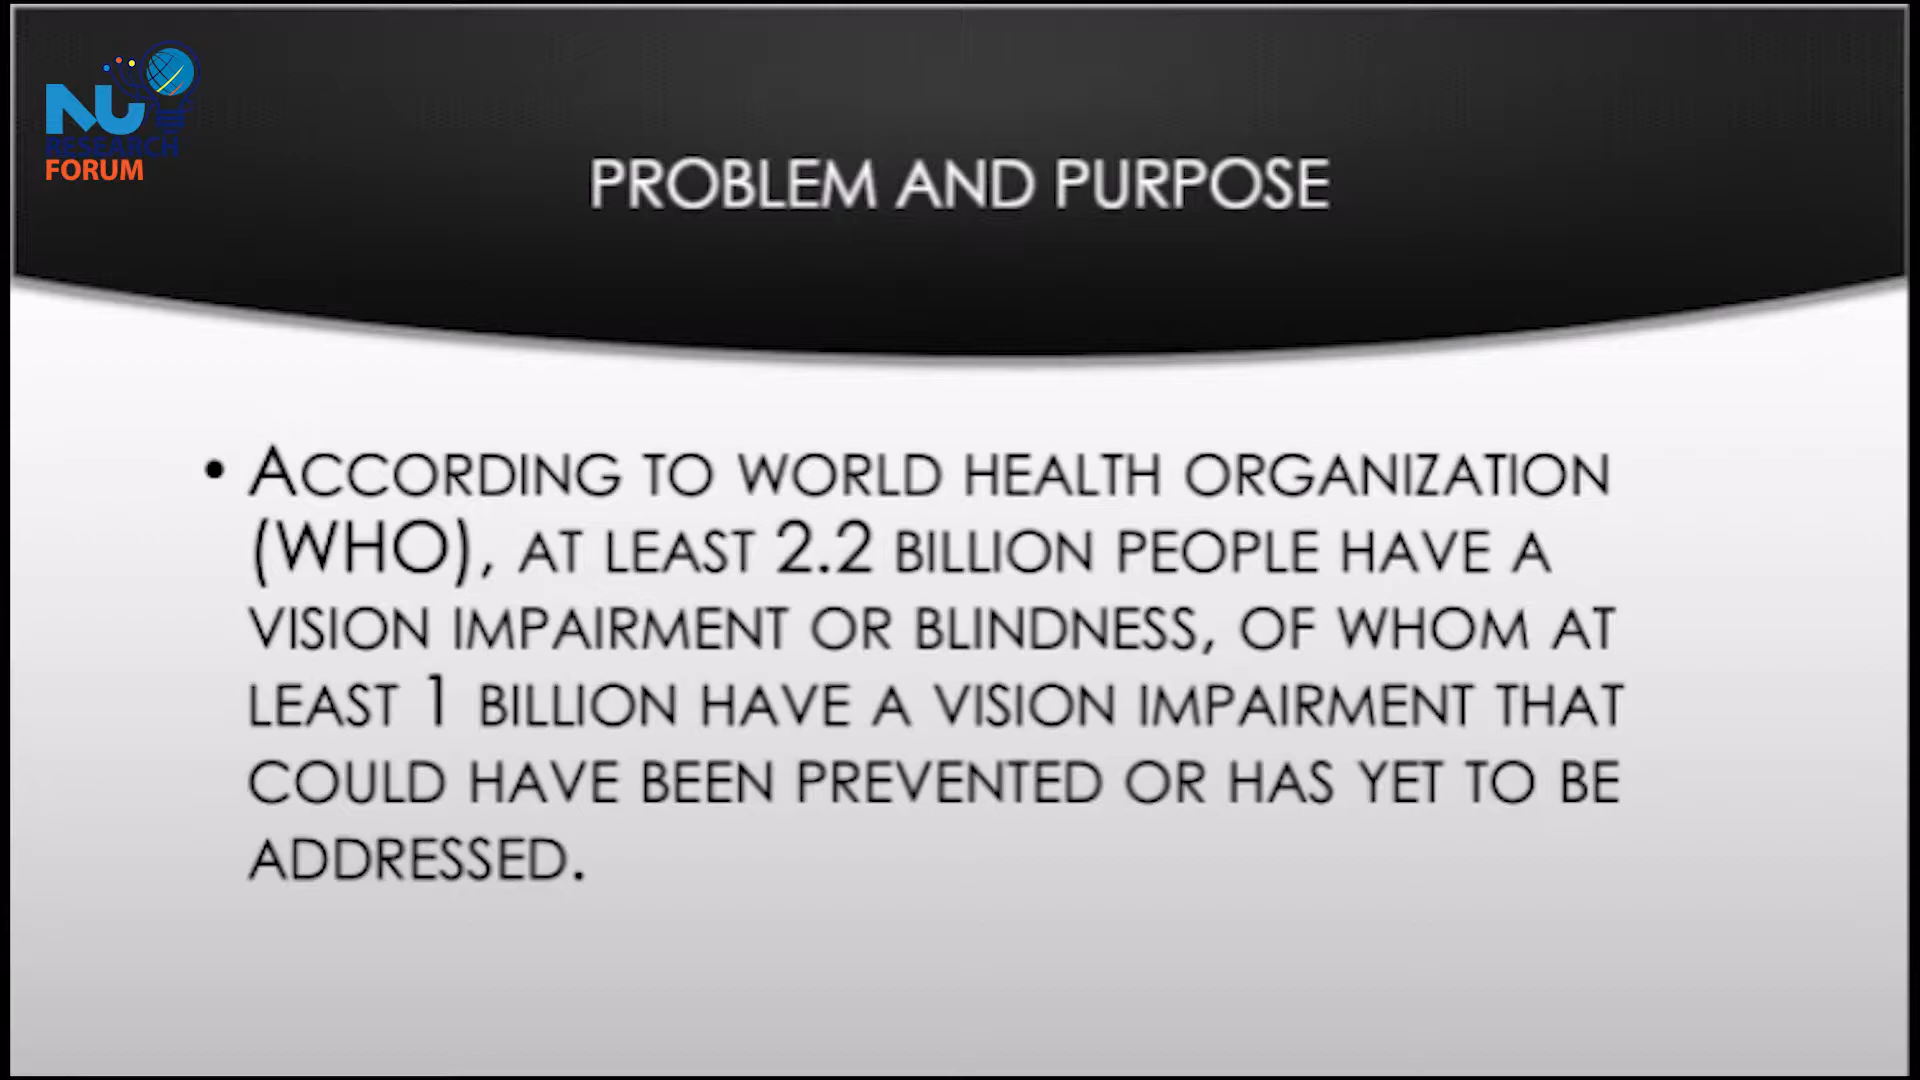 NU
RESEARCH
FORUM
PROBLEM AND PURPOSE
• ACCORDING TO WORLD HEALTH ORGANIZATION
(WHO), AT LEAST 2.2 BILLION PEOPLE HAVE A
VISION IMPAIRMENT OR BLINDNESS, OF WHOM AT
LEAST 1 BILLION HAVE A VISION IMPAIRMENT THAT
COULD HAVE BEEN PREVENTED OR HAS YET TO BE
ADDRESSED.